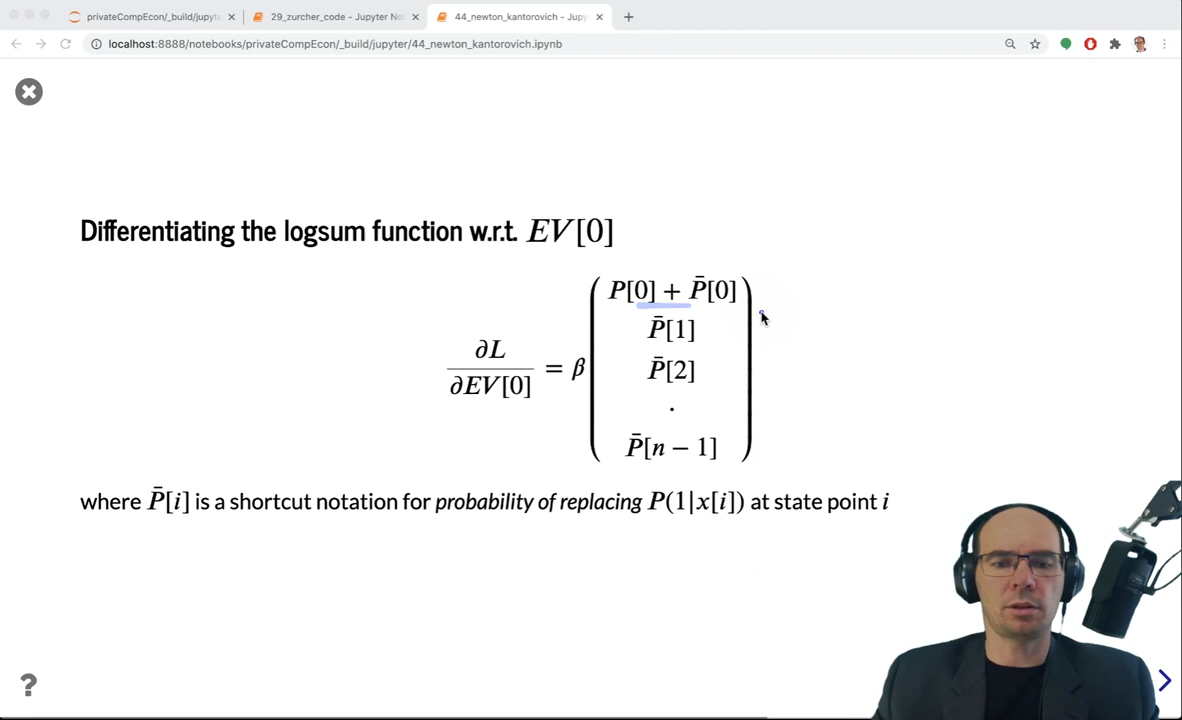 privateCompEcon/_build/jupyte
29_zurcher_code - Jupyter Not
44_newton_kantorovich - Jupy
localhost:8888/notebooks/privateCompEcon/_build/jupyter/44_newton_kantorovich.ipynb
Differentiating the logsum function w.r.t. EV[0]
P[0] + P̄[0]
P̄[1]
∂L
∂EV[0]
= β
P̄[2]
.
P̄[n − 1]
where P̄[i] is a shortcut notation for probability of replacing P(1|x[i]) at state point i
?